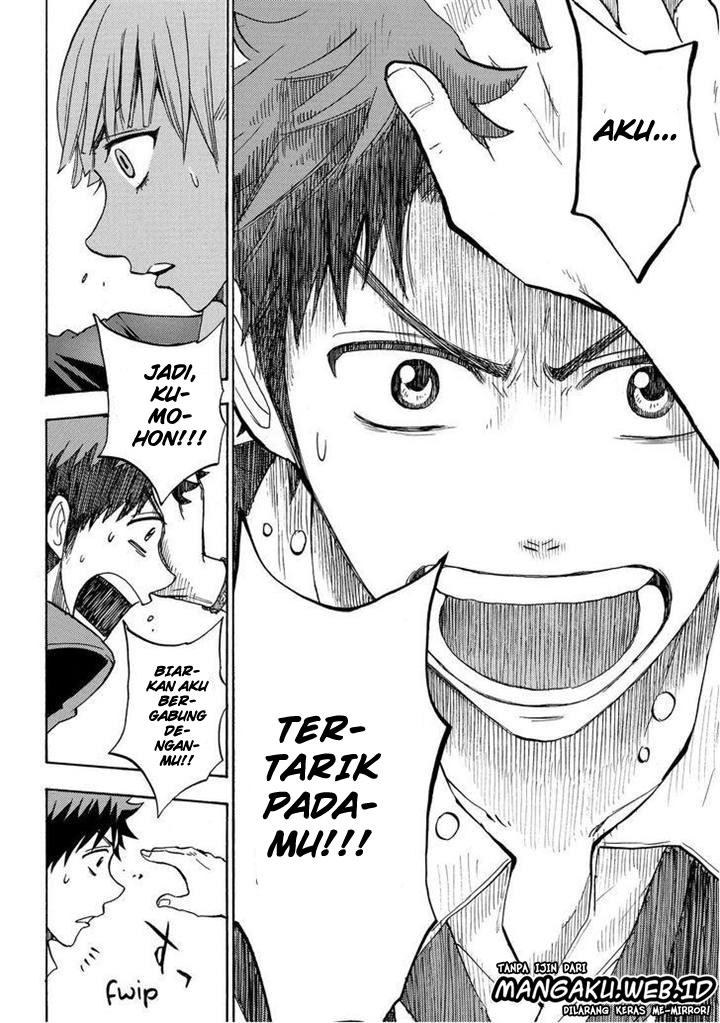 AKU...
TER-
TARIK
PADA-
MU!!!
JADI,
KU-
MO-
HON!!!
BIAR-
KAN AKU
BER-
GABUNG
DE-
NGAN-
MU!!
fwip
TANPA IJIN DARI
MANGAKU.WEB.ID
DILARANG KERAS ME-MIRROR!